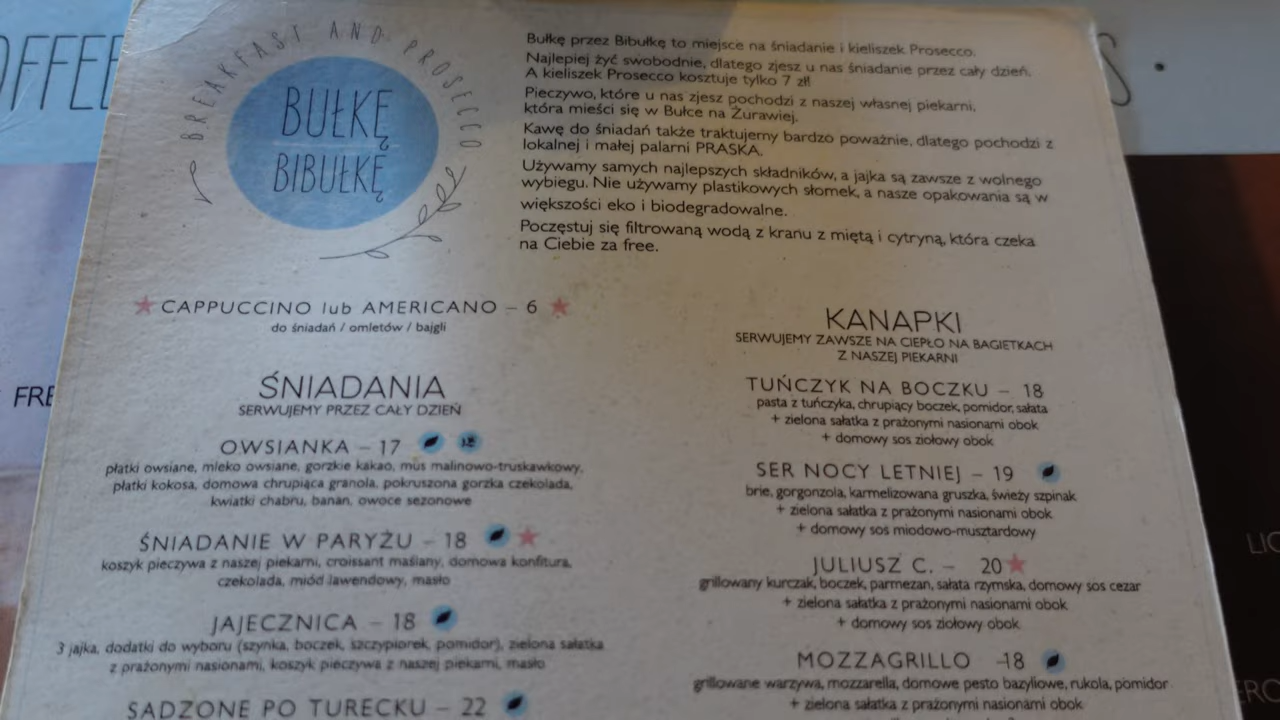 BREAKFAST AND PROSECCO
BUŁKĘ
BIBUŁKĘ
Bułkę przez Bibułkę to miejsce na śniadanie i kieliszek Prosecco.
Najlepiej żyć swobodnie, dlatego zjesz u nas śniadanie przez cały dzień.
A kieliszek Prosecco kosztuje tylko 7 zł!
Pieczywo, które u nas zjesz pochodzi z naszej własnej piekarni,
która mieści się w Bułce na Żurawiej.
Kawę do śniadań także traktujemy bardzo poważnie, dlatego pochodzi z
lokalnej i małej palarni PRASKA.
Używamy samych najlepszych składników, a jajka są zawsze z wolnego
wybiegu. Nie używamy plastikowych słomek, a nasze opakowania są w
większości eko i biodegradowalne.
Poczęstuj się filtrowaną wodą z kranu z miętą i cytryną, która czeka
na Ciebie za free.
CAPPUCCINO lub AMERICANO – 6
do śniadań / omletów / bajgli
ŚNIADANIA
SERWUJEMY PRZEZ CAŁY DZIEŃ
OWSIANKA – 17
płatki owsiane, mleko owsiane, gorzkie kakao, mus malinowo-truskawkowy,
płatki kokosa, domowa chrupiąca granola, pokruszona gorzka czekolada,
kwiatki chabru, banan, owoce sezonowe
ŚNIADANIE W PARYŻU – 18
koszyk pieczywa z naszej piekarni, croissant maślany, domowa konfitura,
czekolada, miód lawendowy, masło
JAJECZNICA – 18
3 jajka, dodatki do wyboru (szynka, boczek, szczypiorek, pomidor), zielona sałatka
z prażonymi nasionami, koszyk pieczywa z naszej piekarni, masło
SADZONE PO TURECKU – 22
KANAPKI
SERWUJEMY ZAWSZE NA CIEPŁO NA BAGIETKACH
Z NASZEJ PIEKARNI
TUŃCZYK NA BOCZKU – 18
pasta z tuńczyka, chrupiący boczek, pomidor, sałata
+ zielona sałatka z prażonymi nasionami obok
+ domowy sos ziołowy obok
SER NOCY LETNIEJ – 19
brie, gorgonzola, karmelizowana gruszka, świeży szpinak
+ zielona sałatka z prażonymi nasionami obok
+ domowy sos miodowo-musztardowy
JULIUSZ C. – 20
grillowany kurczak, boczek, parmezan, sałata rzymska, domowy sos cezar
+ zielona sałatka z prażonymi nasionami obok
+ domowy sos ziołowy obok
MOZZAGRILLO –18
grillowane warzywa, mozzarella, domowe pesto bazyliowe, rukola, pomidor
+ zielona sałatka z prażonymi nasionami obok